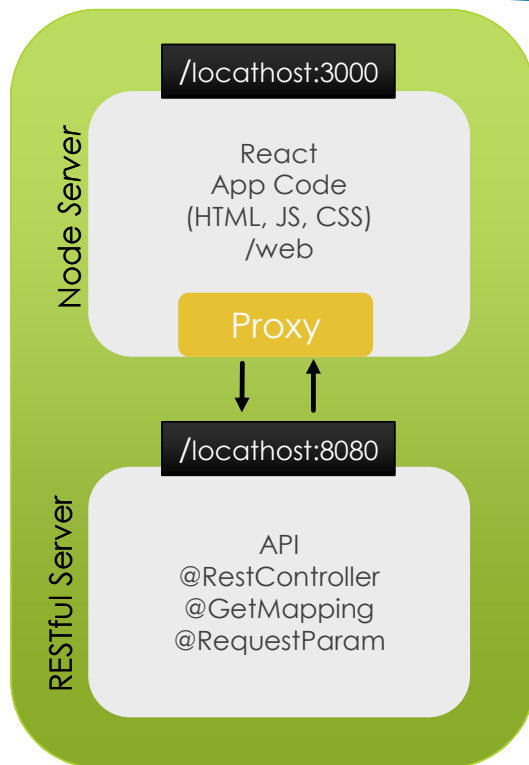 /locathost:3000
Node Server
React
App Code
(HTML, JS, CSS)
/web
Proxy
/locathost:8080
RESTful Server
API
@RestController
@GetMapping
@RequestParam